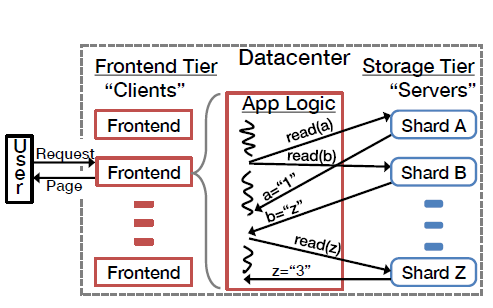 Datacenter
Frontend Tier
"Clients"
Storage Tier
"Servers"
App Logic
User
Request
Page
Frontend
Frontend
Frontend
read(a)
read(b)
a="1"
b="z"
read(z)
z="3"
Shard A
Shard B
Shard Z